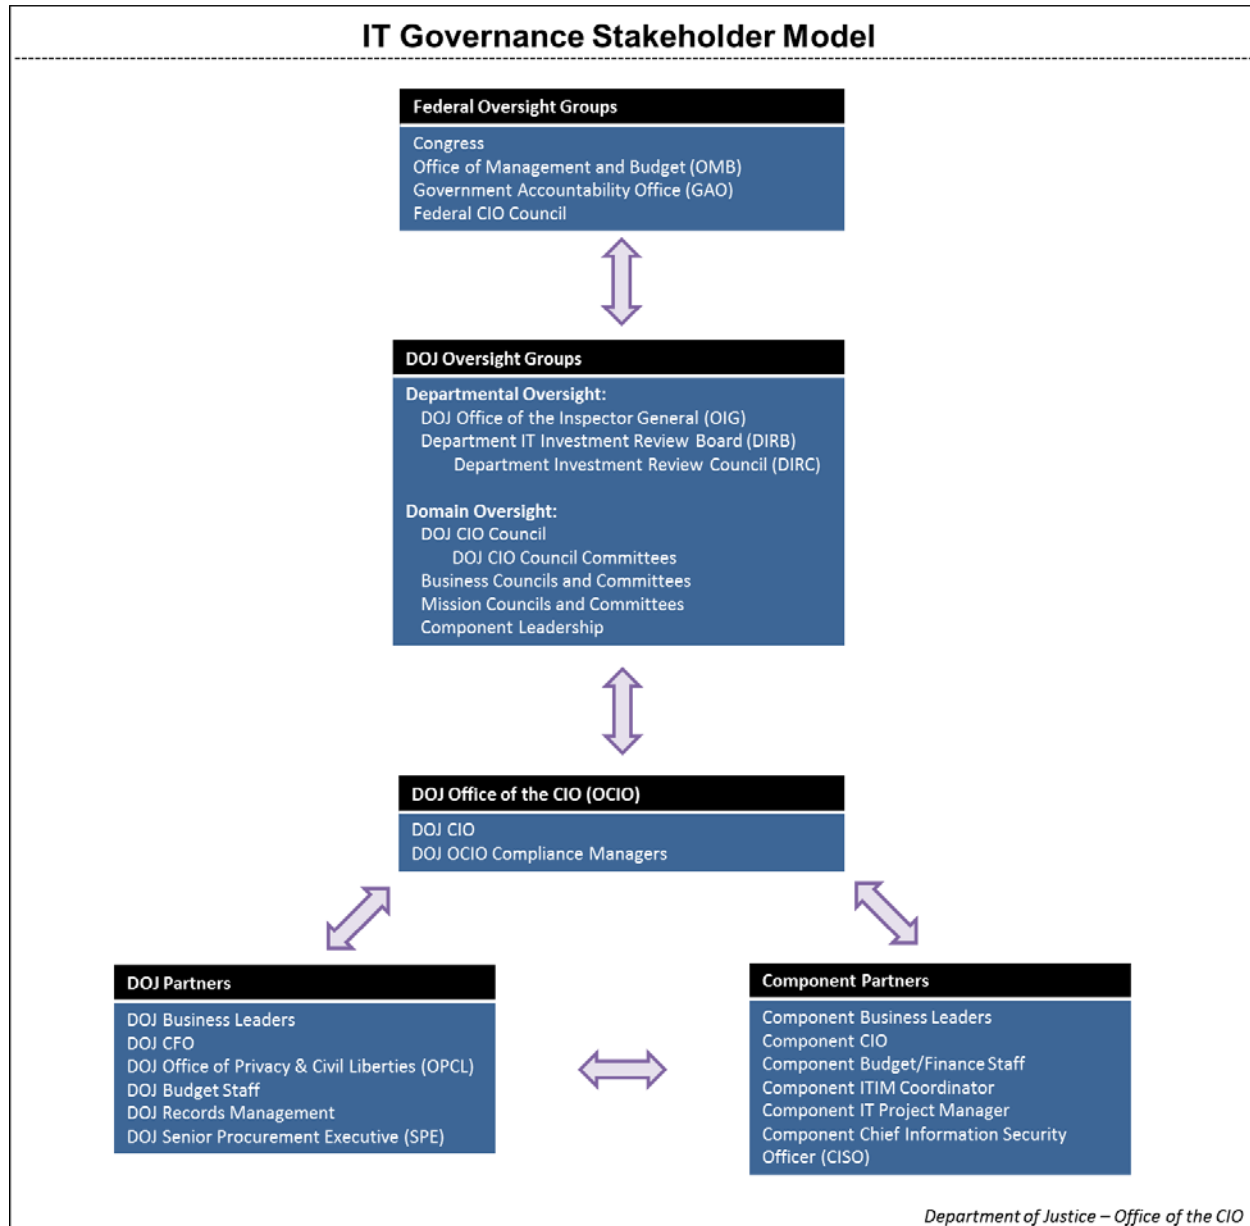 IT Governance Stakeholder Model
Federal Oversight Groups
Congress
Office of Management and Budget (OMB)
Government Accountability Office (GAO)
Federal CIO Council
DOJ Oversight Groups
Departmental Oversight:
DOJ Office of the Inspector General (OIG)
Department IT Investment Review Board (DIRB)
Department Investment Review Council (DIRC)
Domain Oversight:
DOJ CIO Council
DOJ CIO Council Committees
Business Councils and Committees
Mission Councils and Committees
Component Leadership
DOJ Office of the CIO (OCIO)
DOJ CIO
DOJ OCIO Compliance Managers
DOJ Partners
DOJ Business Leaders
DOJ CFO
DOJ Office of Privacy & Civil Liberties (OPCL)
DOJ Budget Staff
DOJ Records Management
DOJ Senior Procurement Executive (SPE)
Component Partners
Component Business Leaders
Component CIO
Component Budget/Finance Staff
Component ITIM Coordinator
Component IT Project Manager
Component Chief Information Security
Officer (CISO)
Department of Justice – Office of the CIO